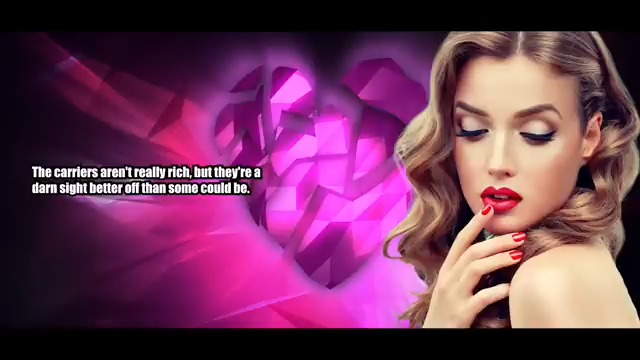 The carriers aren't really rich, but they're a
darn sight better off than some could be.